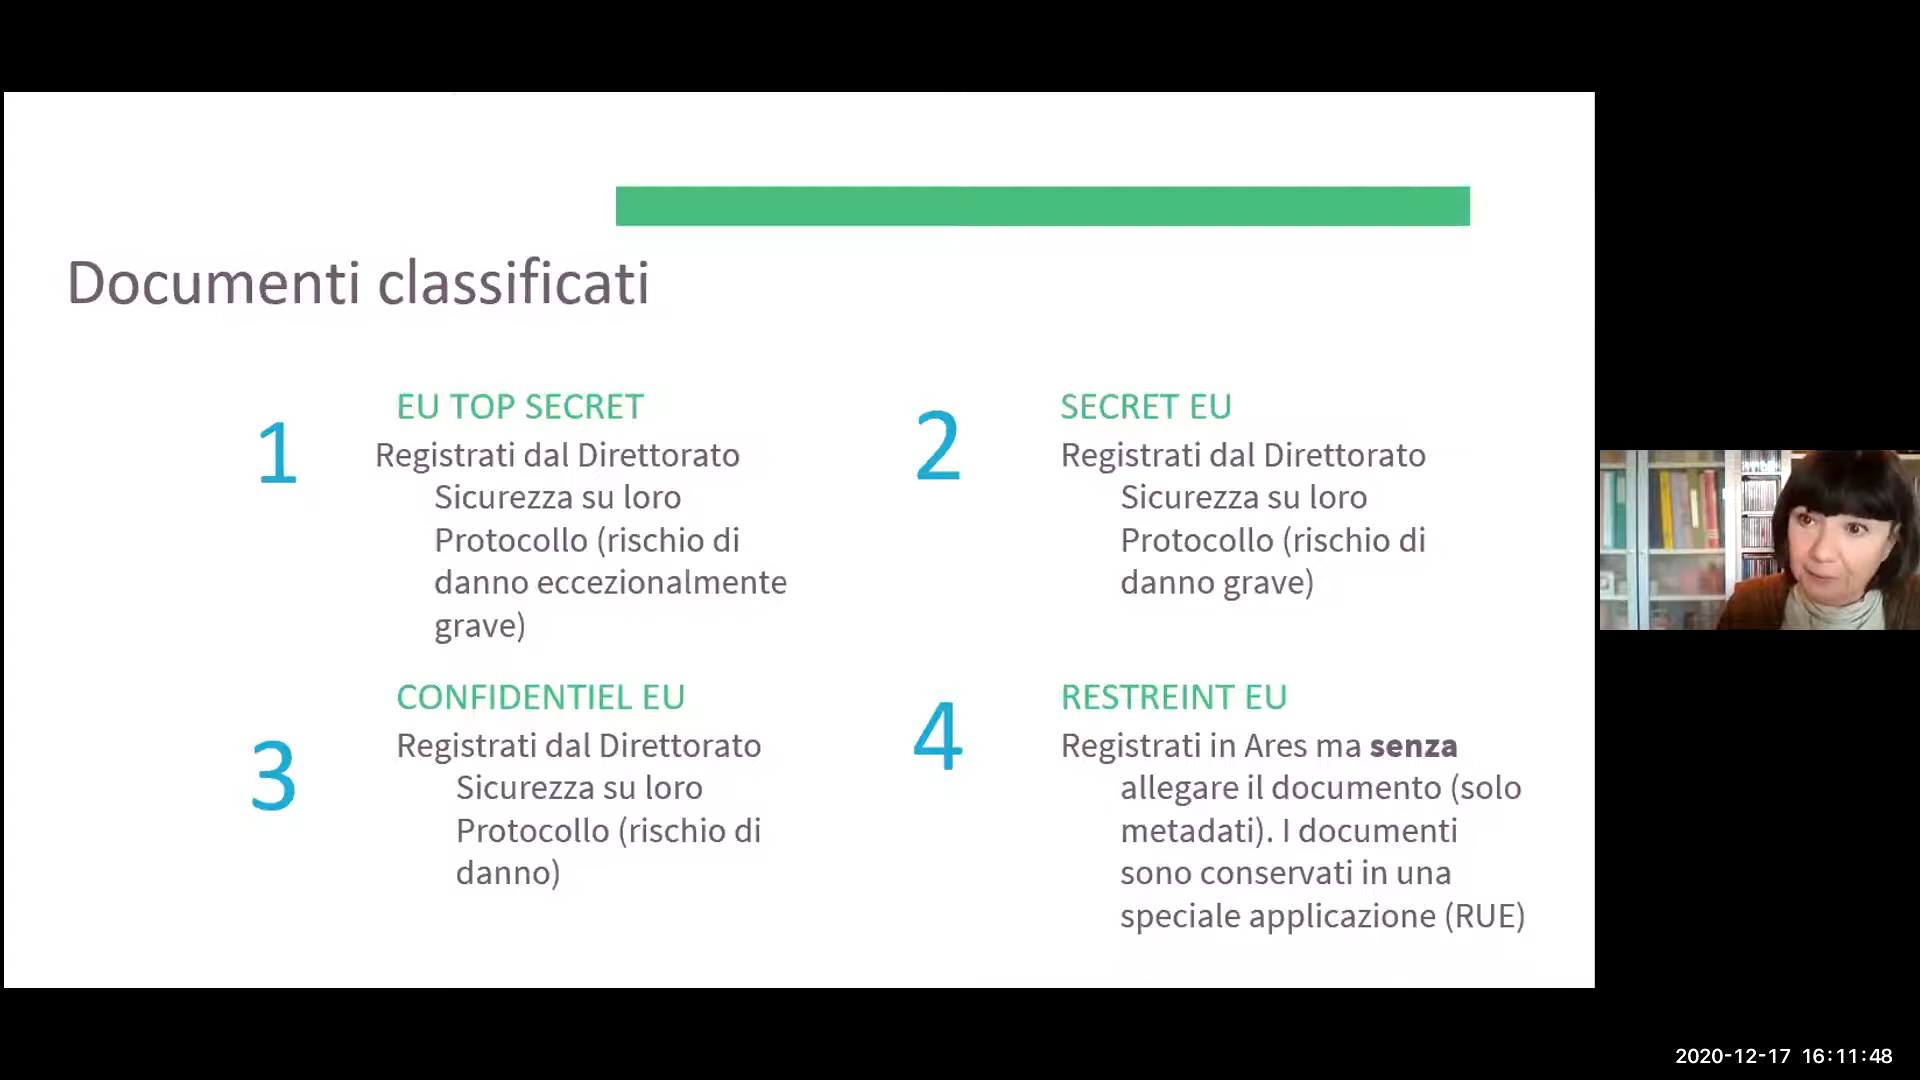 Documenti classificati
1
EU TOP SECRET
Registrati dal Direttorato
Sicurezza su loro
Protocollo (rischio di
danno eccezionalmente
grave)
2
SECRET EU
Registrati dal Direttorato
Sicurezza su loro
Protocollo (rischio di
danno grave)
3
CONFIDENTIEL EU
Registrati dal Direttorato
Sicurezza su loro
Protocollo (rischio di
danno)
4
RESTREINT EU
Registrati in Ares ma senza
allegare il documento (solo
metadati). I documenti
sono conservati in una
speciale applicazione (RUE)
2020-12-17 16:11:48